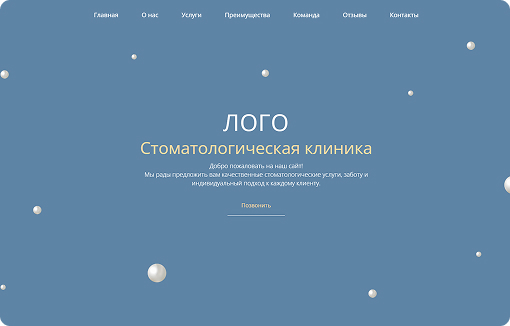 Главная О нас Услуги Преимущества Команда Отзывы Контакты
ЛОГО
Стоматологическая клиника
Добро пожаловать на наш сайт!
Мы рады предложить вам качественные стоматологические услуги, заботу и
индивидуальный подход к каждому клиенту.
Позвонить